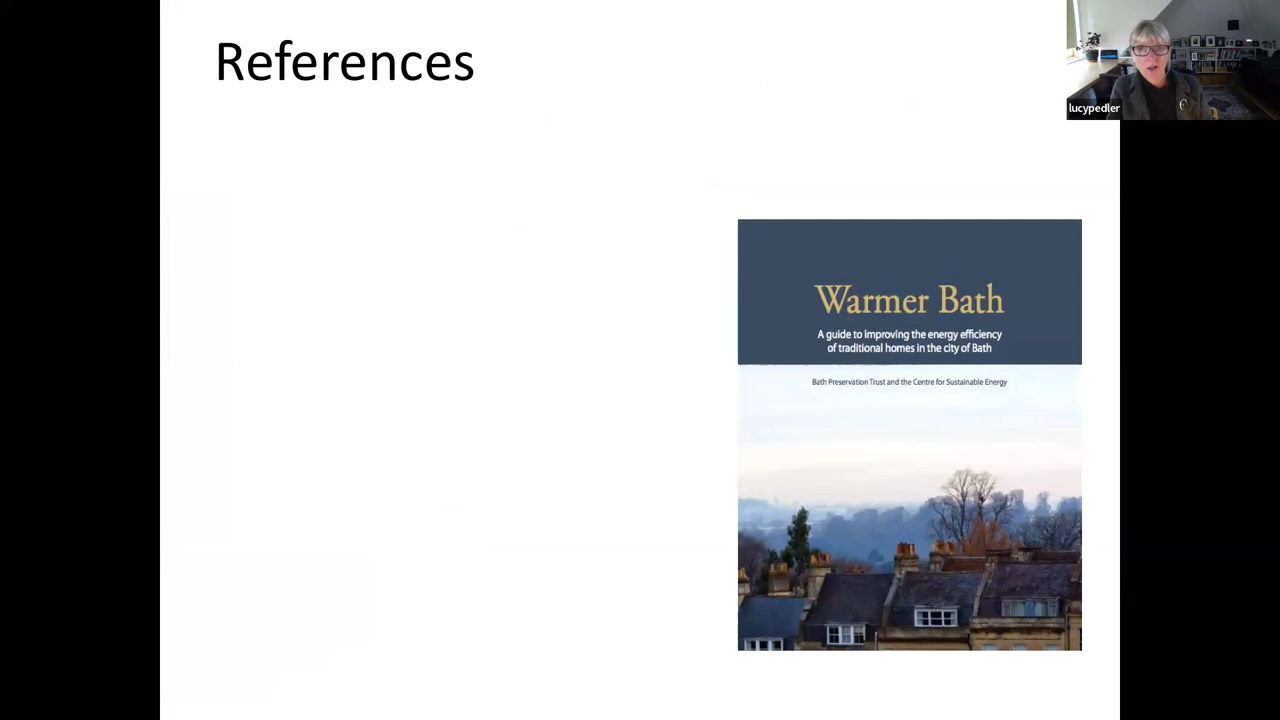 References
lucypedler
Warmer Bath
A guide to improving the energy efficiency
of traditional homes in the city of Bath
Bath Preservation Trust and the Centre for Sustainable Energy